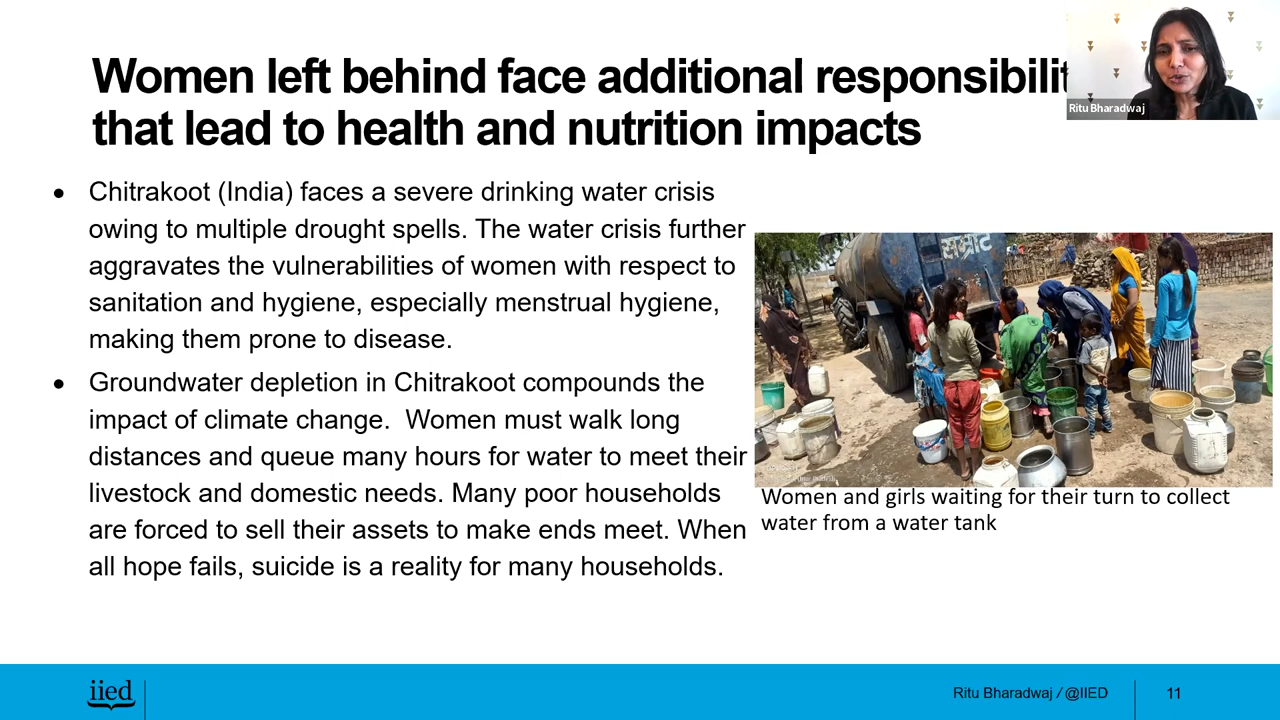 Women left behind face additional responsibilit
that lead to health and nutrition impacts
Ritu Bharadwaj
• Chitrakoot (India) faces a severe drinking water crisis
owing to multiple drought spells. The water crisis further
aggravates the vulnerabilities of women with respect to
sanitation and hygiene, especially menstrual hygiene,
making them prone to disease.
• Groundwater depletion in Chitrakoot compounds the
impact of climate change.  Women must walk long
distances and queue many hours for water to meet their
livestock and domestic needs. Many poor households
are forced to sell their assets to make ends meet. When
all hope fails, suicide is a reality for many households.
सम्राट
Women and girls waiting for their turn to collect
water from a water tank
iied
Ritu Bharadwaj / @IIED
11